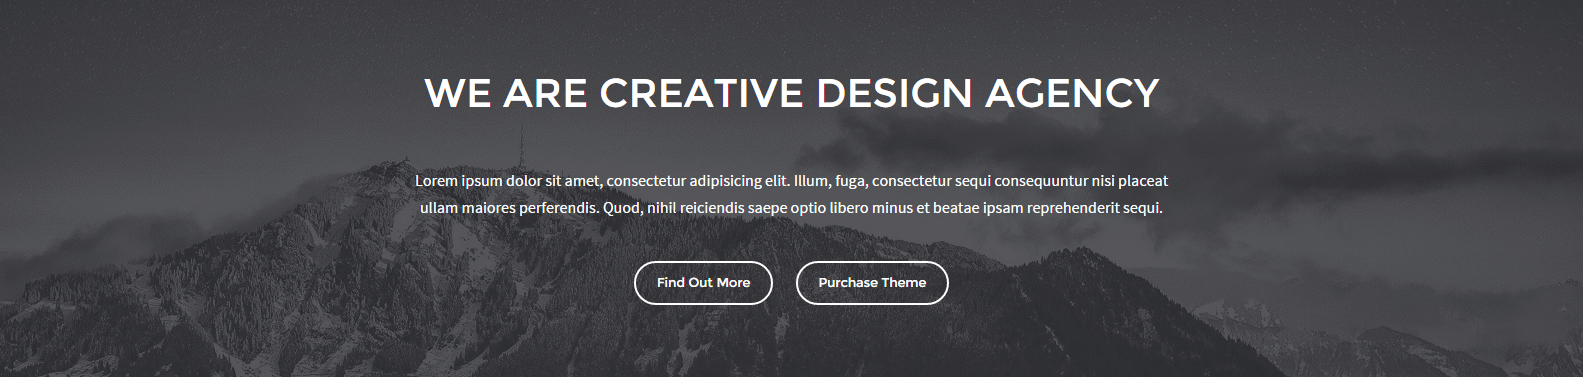 WE ARE CREATIVE DESIGN AGENCY
Lorem ipsum dolor sit amet, consectetur adipisicing elit. Illum, fuga, consectetur sequi consequuntur nisi placeat
ullam maiores perferendis. Quod, nihil reiciendis saepe optio libero minus et beatae ipsam reprehenderit sequi.
Find Out More
Purchase Theme